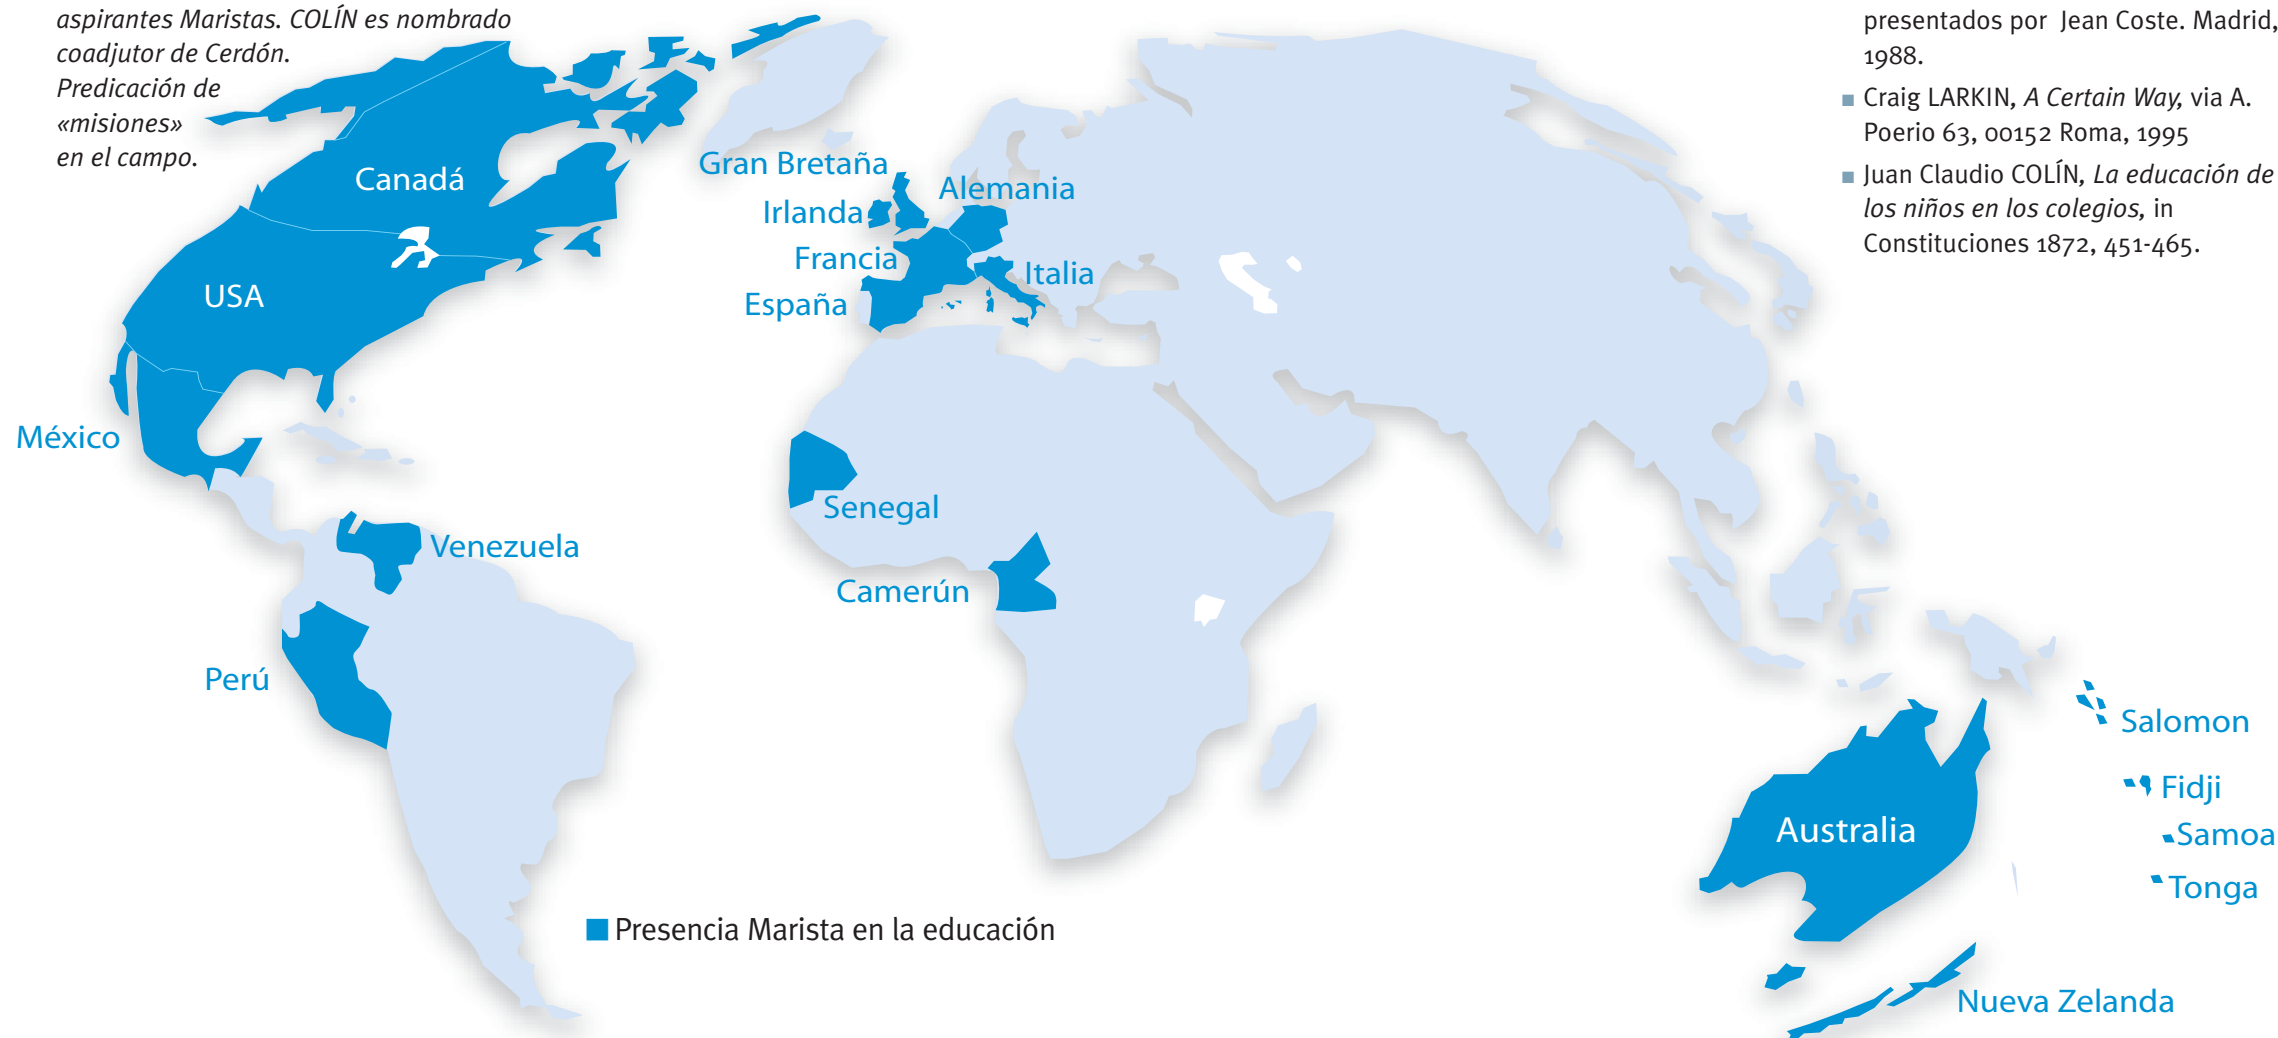 aspirantes Maristas. COLÍN es nombrado
coadjutor de Cerdón.
Predicación de
«misiones»
en el campo.
presentados por Jean Coste. Madrid,
1988.
■ Craig LARKIN, A Certain Way, via A.
Poerio 63, 00152 Roma, 1995
■ Juan Claudio COLÍN, La educación de
los niños en los colegios, in
Constituciones 1872, 451-465.
Canadá
USA
México
Venezuela
Perú
Gran Bretaña
Irlanda
Alemania
Francia
Italia
España
Senegal
Camerún
Salomon
Fidji
Samoa
Tonga
Australia
Nueva Zelanda
Presencia Marista en la educación